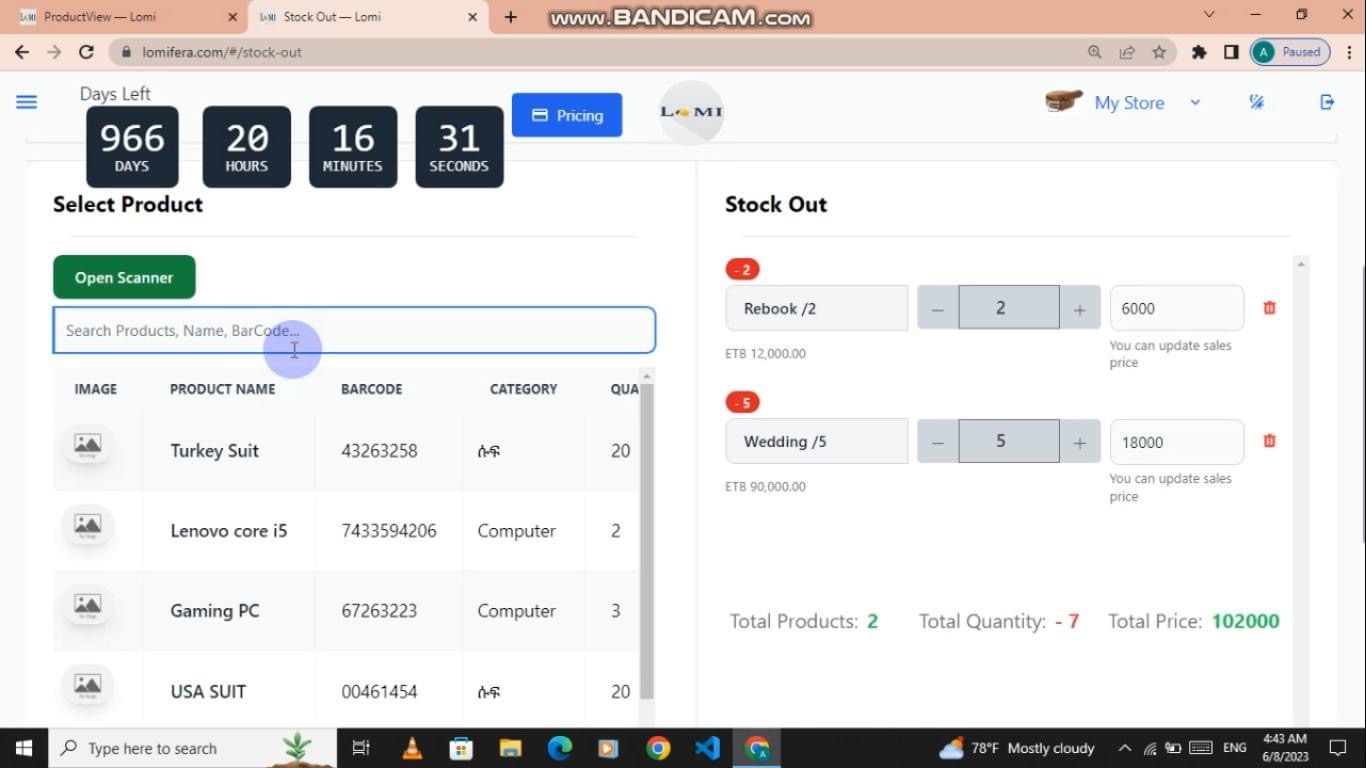 ProductView — Lomi
Stock Out — Lomi
www.BANDICAM.com
lomifera.com/#/stock-out
A Paused
Days Left
966 20 16 31
DAYS HOURS MINUTES SECONDS
Pricing
LOMI
My Store
Select Product
Open Scanner
Search Products, Name, BarCode...
IMAGE PRODUCT NAME BARCODE CATEGORY QUA
Turkey Suit 43263258 ሱፍ 20
Lenovo core i5 7433594206 Computer 2
Gaming PC 67263223 Computer 3
USA SUIT 00461454 ሱፍ 20
Stock Out
- 2
Rebook /2 − 2 + 6000
ETB 12,000.00
You can update sales
price
- 5
Wedding /5 − 5 + 18000
ETB 90,000.00
You can update sales
price
Total Products: 2 Total Quantity: - 7 Total Price: 102000
Type here to search
78°F Mostly cloudy
ENG
4:43 AM
6/8/2023